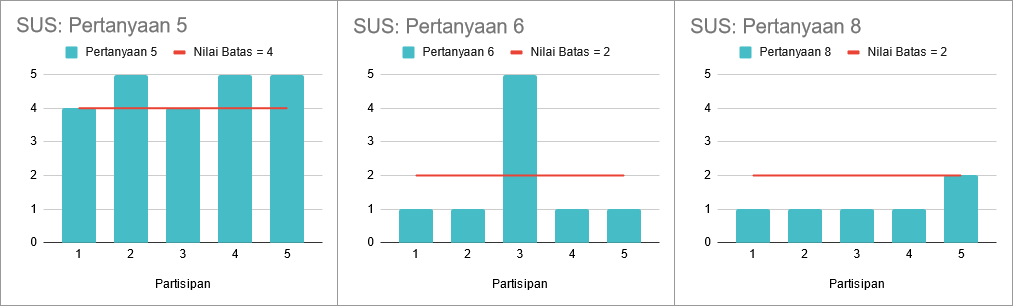 SUS: Pertanyaan 5
Pertanyaan 5 Nilai Batas = 4
5
4
3
2
1
0
1 2 3 4 5
Partisipan
SUS: Pertanyaan 6
Pertanyaan 6 Nilai Batas = 2
5
4
3
2
1
0
1 2 3 4 5
Partisipan
SUS: Pertanyaan 8
Pertanyaan 8 Nilai Batas = 2
5
4
3
2
1
0
1 2 3 4 5
Partisipan